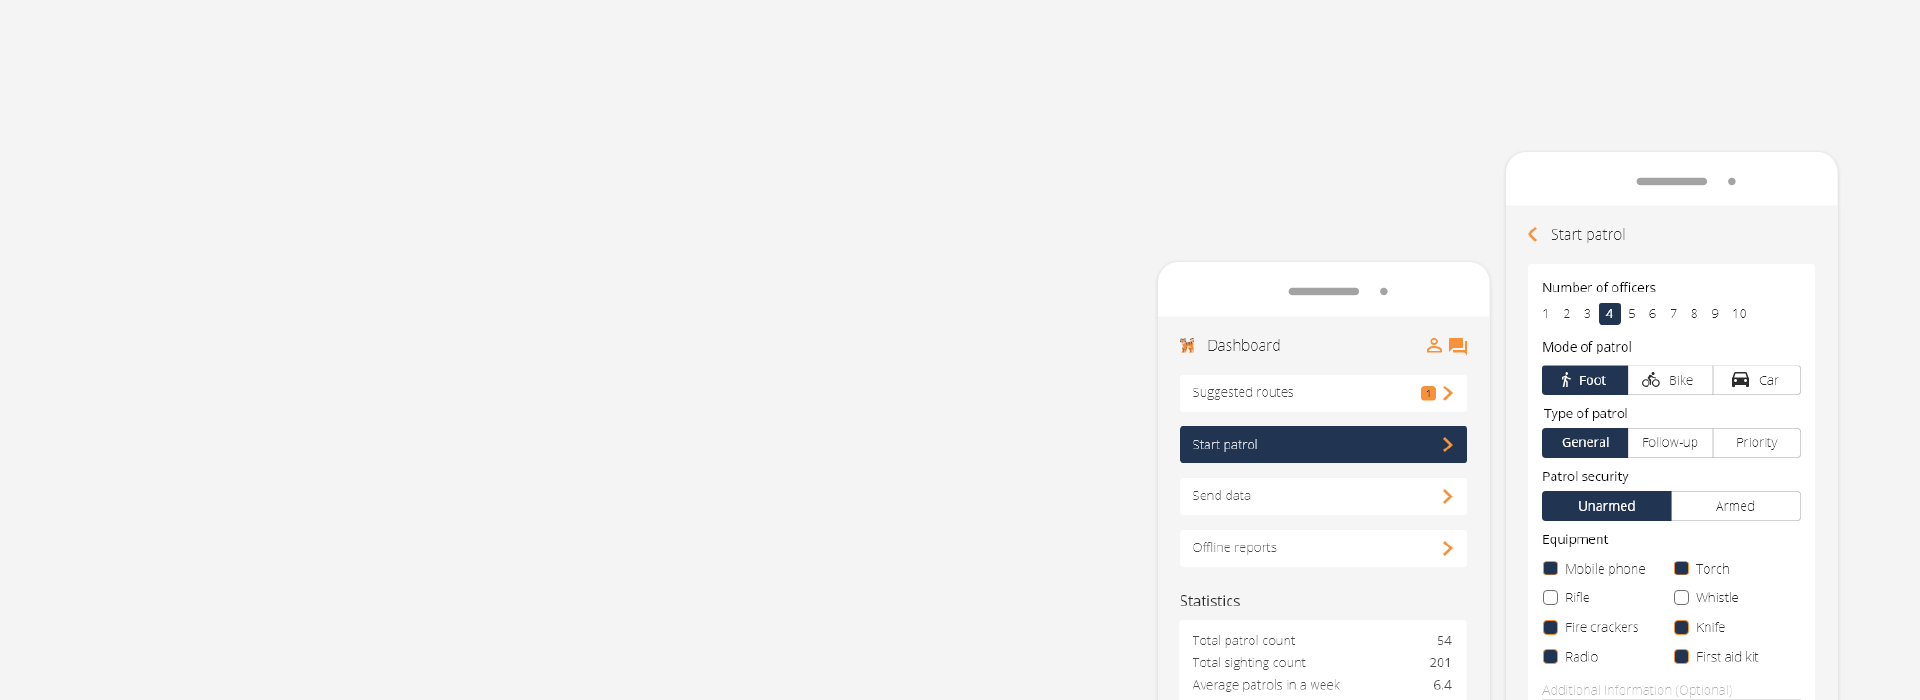 Dashboard
Suggested routes 1
Start patrol
Send data
Offline reports
Statistics
Total patrol count 54
Total sighting count 201
Average patrols in a week 6.4
Start patrol
Number of officers
1 2 3 4 5 6 7 8 9 10
Mode of patrol
Foot Bike Car
Type of patrol
General Follow-up Priority
Patrol security
Unarmed Armed
Equipment
Mobile phone Torch
Rifle Whistle
Fire crackers Knife
Radio First aid kit
Additional Information (Optional)